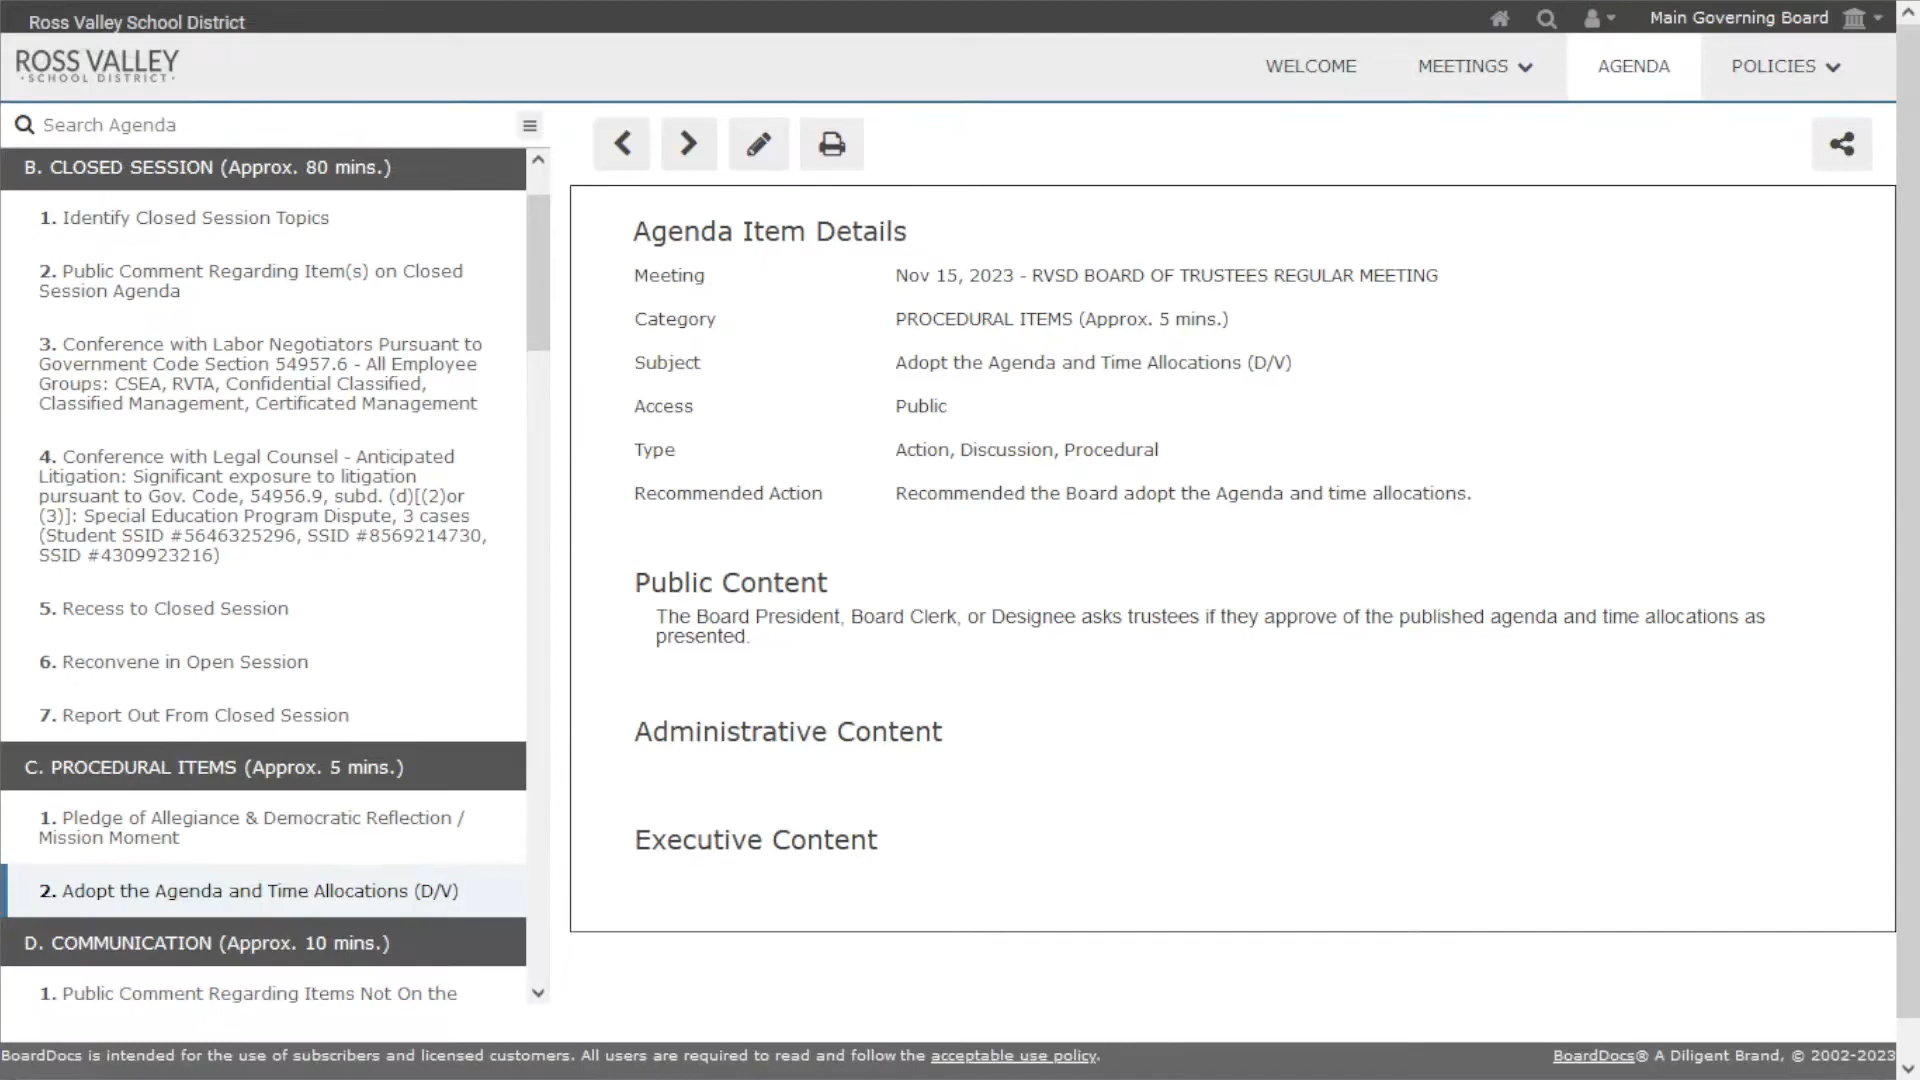 Ross Valley School District
Main Governing Board
ROSS VALLEY
·SCHOOL DISTRICT·
WELCOME
MEETINGS
AGENDA
POLICIES
Search Agenda
B. CLOSED SESSION (Approx. 80 mins.)
1. Identify Closed Session Topics
2. Public Comment Regarding Item(s) on Closed
Session Agenda
3. Conference with Labor Negotiators Pursuant to
Government Code Section 54957.6 - All Employee
Groups: CSEA, RVTA, Confidential Classified,
Classified Management, Certificated Management
4. Conference with Legal Counsel - Anticipated
Litigation: Significant exposure to litigation
pursuant to Gov. Code, 54956.9, subd. (d)[(2)or
(3)]: Special Education Program Dispute, 3 cases
(Student SSID #5646325296, SSID #8569214730,
SSID #4309923216)
5. Recess to Closed Session
6. Reconvene in Open Session
7. Report Out From Closed Session
C. PROCEDURAL ITEMS (Approx. 5 mins.)
1. Pledge of Allegiance & Democratic Reflection /
Mission Moment
2. Adopt the Agenda and Time Allocations (D/V)
D. COMMUNICATION (Approx. 10 mins.)
1. Public Comment Regarding Items Not On the
Agenda Item Details
Meeting Nov 15, 2023 - RVSD BOARD OF TRUSTEES REGULAR MEETING
Category PROCEDURAL ITEMS (Approx. 5 mins.)
Subject Adopt the Agenda and Time Allocations (D/V)
Access Public
Type Action, Discussion, Procedural
Recommended Action Recommended the Board adopt the Agenda and time allocations.
Public Content
The Board President, Board Clerk, or Designee asks trustees if they approve of the published agenda and time allocations as
presented.
Administrative Content
Executive Content
BoardDocs is intended for the use of subscribers and licensed customers. All users are required to read and follow the acceptable use policy.
BoardDocs® A Diligent Brand, © 2002-2023